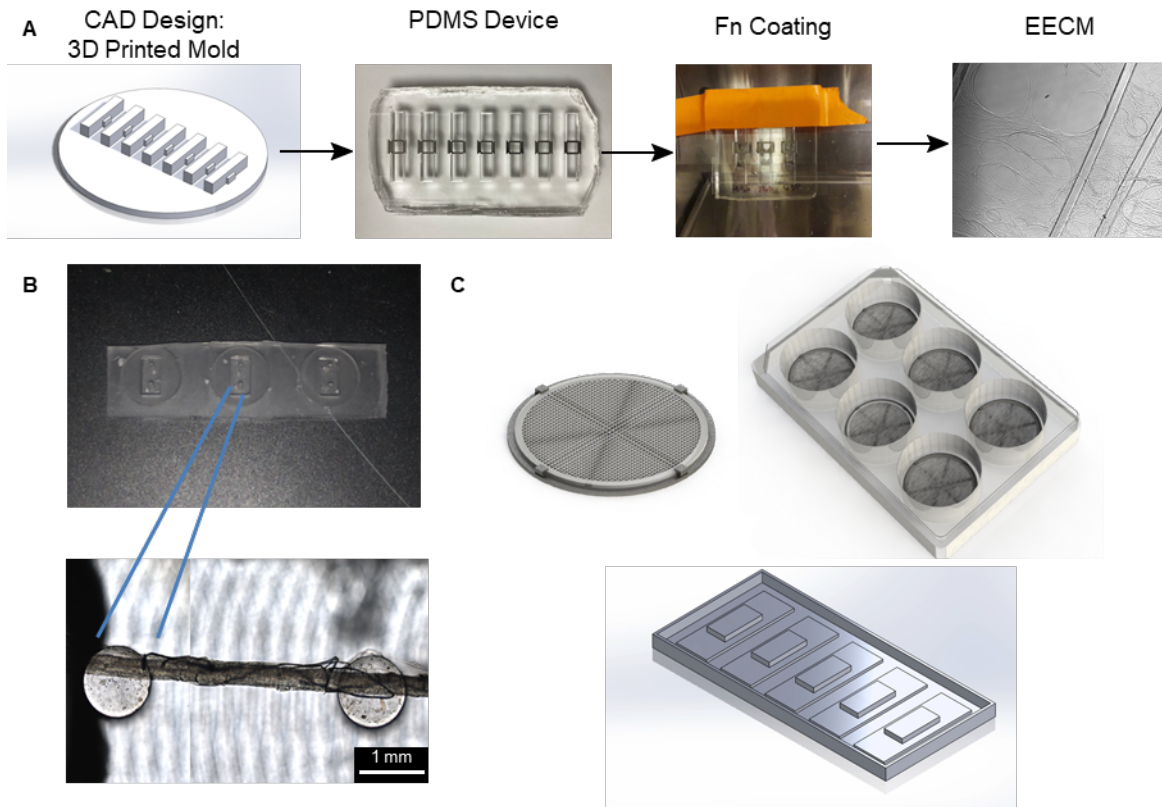 A
CAD Design:
3D Printed Mold
PDMS Device
Fn Coating
EECM
B
C
1 mm